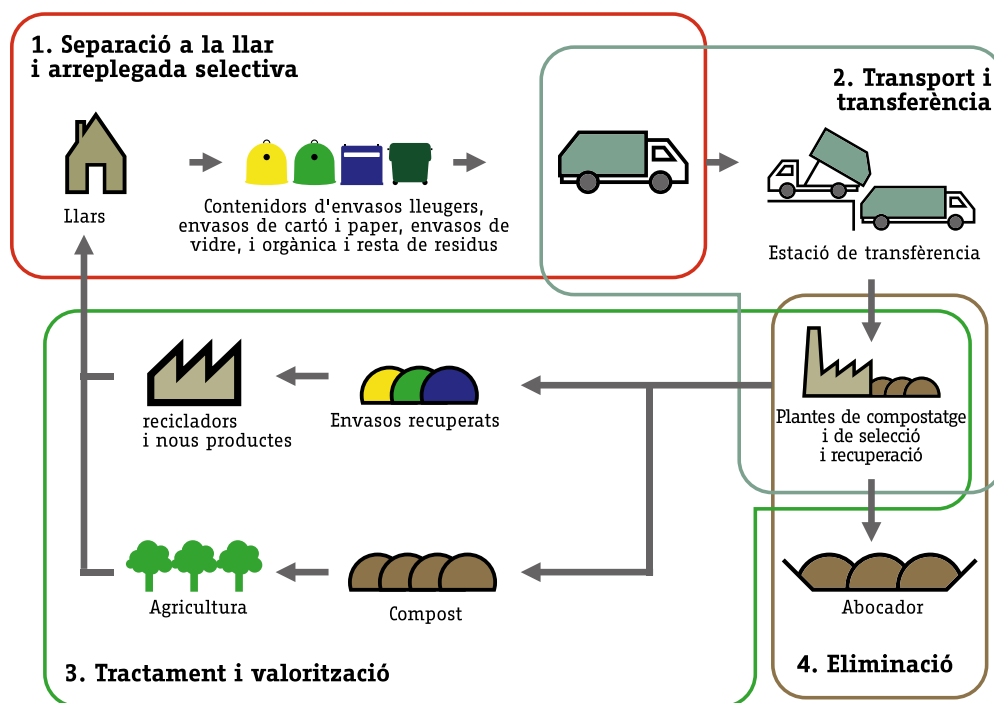 1. Separació a la llar
i arreplegada selectiva
2. Transport i
transferència
Llars
Contenidors d'envasos lleugers,
envasos de cartó i paper, envasos de
vidre, i orgànica i resta de residus
Estació de transfèrencia
Plantes de compostatge
i de selecció
i recuperació
Envasos recuperats
recicladors
i nous productes
Agricultura
Compost
Abocador
3. Tractament i valorització
4. Eliminació